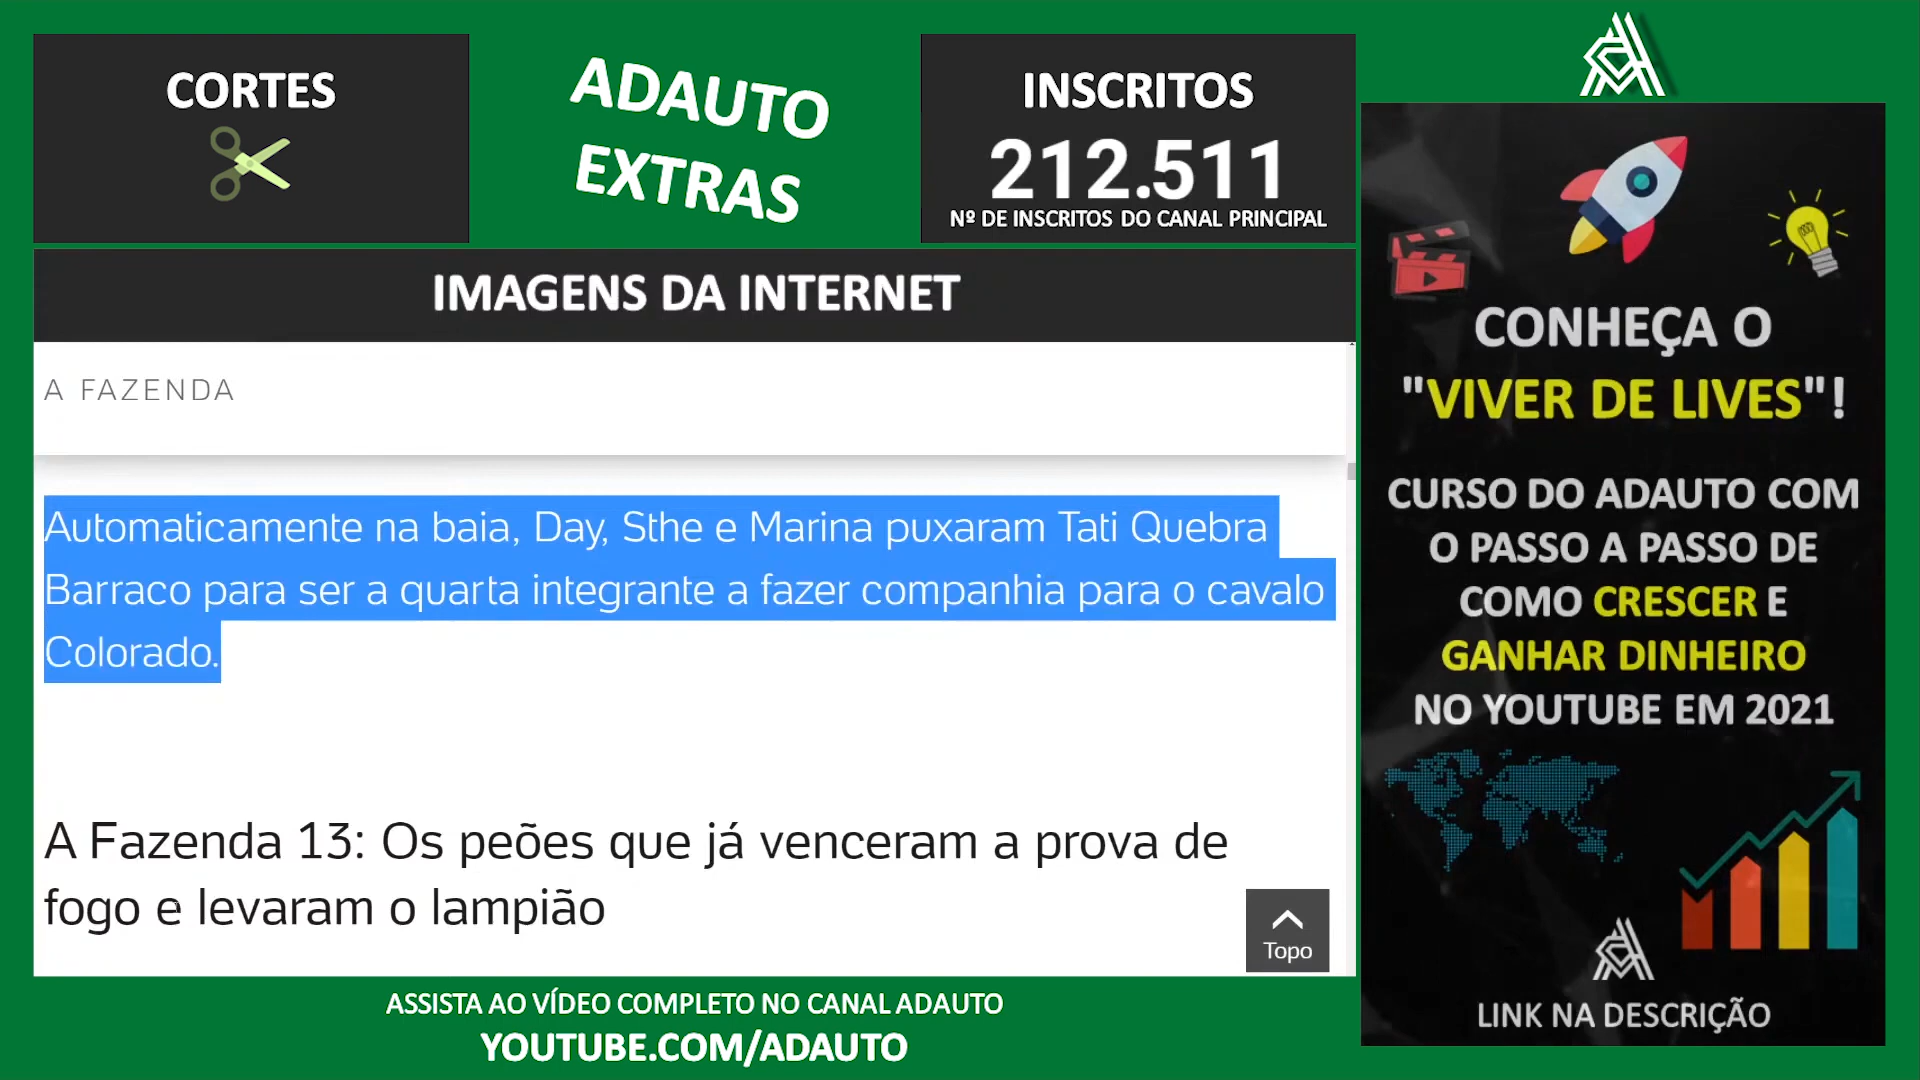 CORTES
ADAUTO
EXTRAS
INSCRITOS
212.511
Nº DE INSCRITOS DO CANAL PRINCIPAL
IMAGENS DA INTERNET
A FAZENDA
Automaticamente na baia, Day, Sthe e Marina puxaram Tati Quebra
Barraco para ser a quarta integrante a fazer companhia para o cavalo
Colorado.
A Fazenda 13: Os peões que já venceram a prova de
fogo e levaram o lampião
Topo
ASSISTA AO VÍDEO COMPLETO NO CANAL ADAUTO
YOUTUBE.COM/ADAUTO
CONHEÇA O
"VIVER DE LIVES"!
CURSO DO ADAUTO COM
O PASSO A PASSO DE
COMO CRESCER E
GANHAR DINHEIRO
NO YOUTUBE EM 2021
LINK NA DESCRIÇÃO